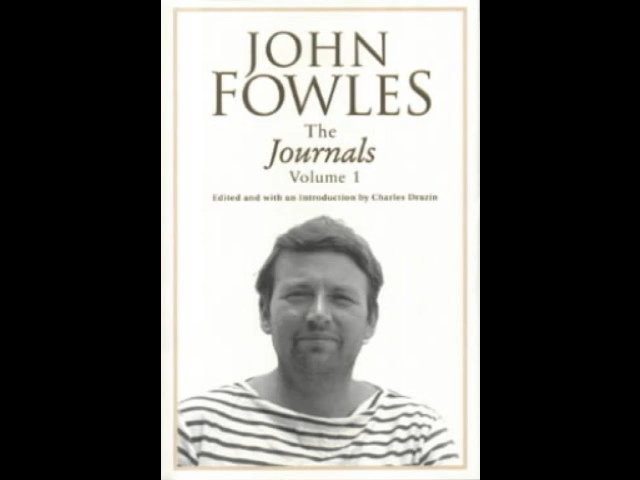 JOHN
FOWLES
The
Journals
Volume 1
Edited and with an Introduction by Charles Drazin